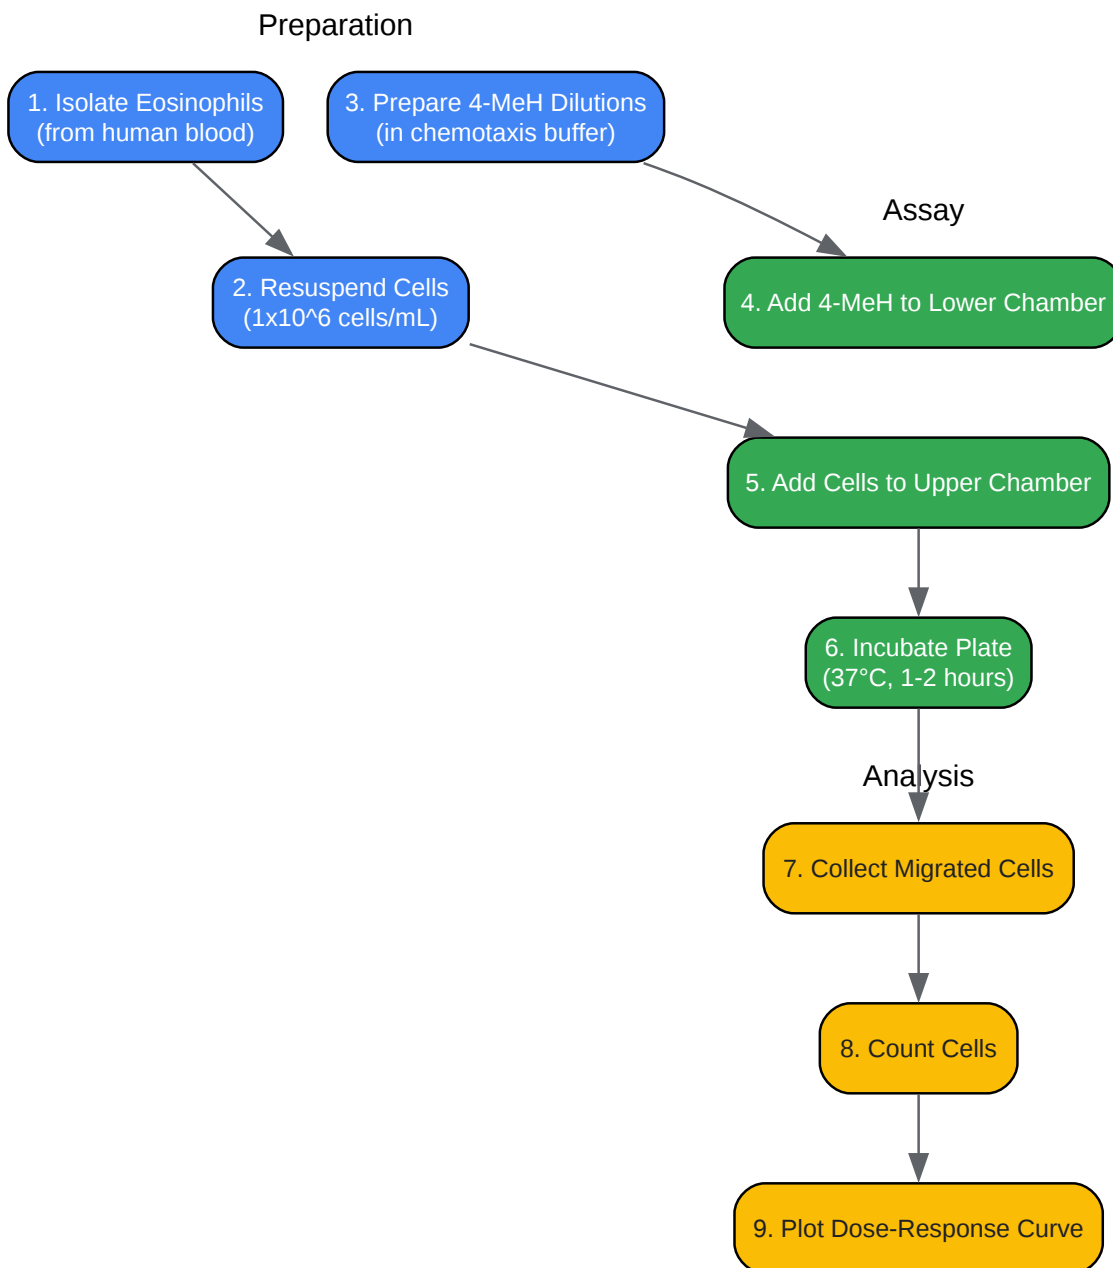 Preparation
1. Isolate Eosinophils
(from human blood)
3. Prepare 4-MeH Dilutions
(in chemotaxis buffer)
Assay
2. Resuspend Cells
(1x10^6 cells/mL)
4. Add 4-MeH to Lower Chamber
5. Add Cells to Upper Chamber
6. Incubate Plate
(37°C, 1-2 hours)
Analysis
7. Collect Migrated Cells
8. Count Cells
9. Plot Dose-Response Curve